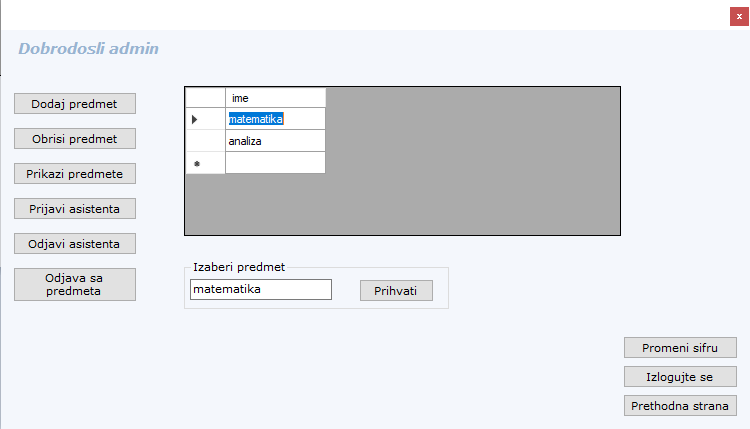 x
Dobrodosli admin
Dodaj predmet
Obrisi predmet
Prikazi predmete
Prijavi asistenta
Odjavi asistenta
Odjava sa
predmeta
ime
matematika
analiza
*
Izaberi predmet
matematika
Prihvati
Promeni sifru
Izlogujte se
Prethodna strana